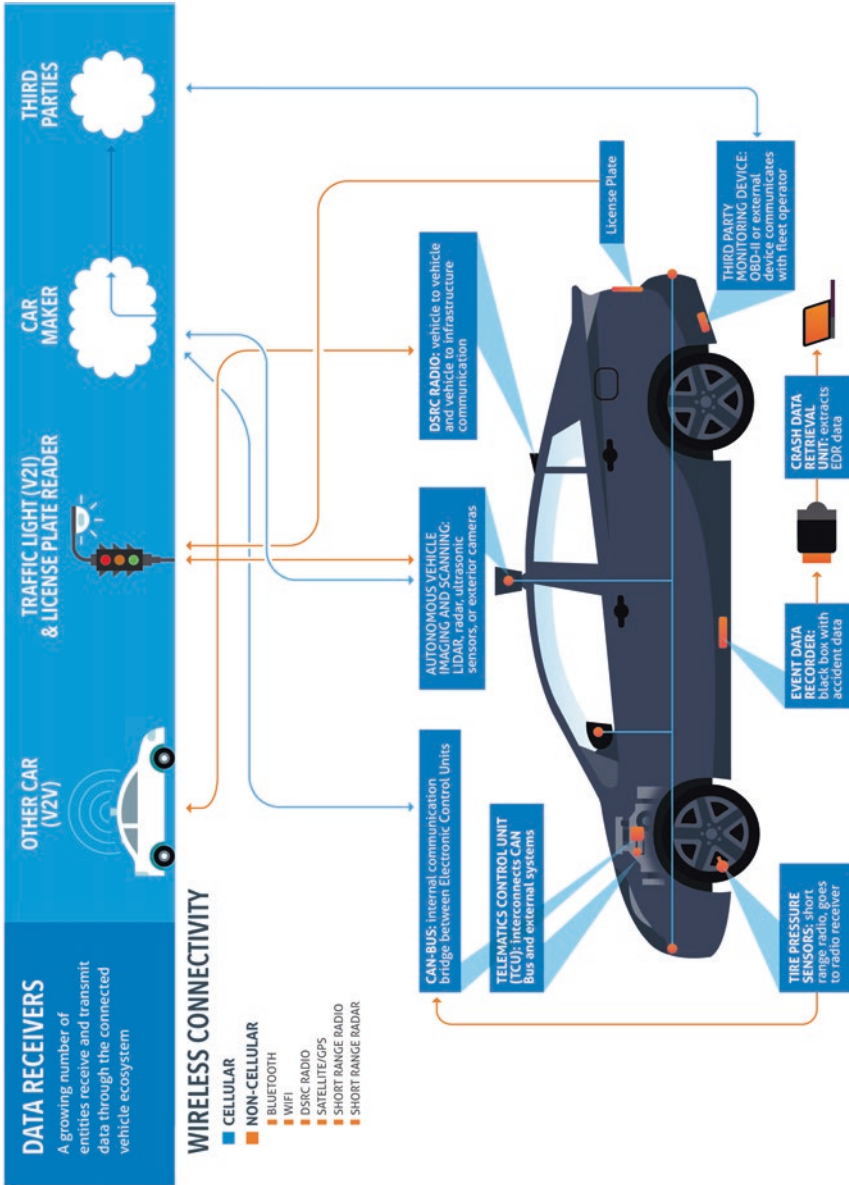 DATA RECEIVERS
A growing number of
entities receive and transmit
data through the connected
vehicle ecosystem
OTHER CAR
(V2V)
TRAFFIC LIGHT (V2I)
& LICENSE PLATE READER
CAR
MAKER
THIRD
PARTIES
WIRELESS CONNECTIVITY
CELLULAR
NON-CELLULAR
BLUETOOTH
WIFI
DSRC RADIO
SATELLITE/GPS
SHORT RANGE RADIO
SHORT RANGE RADAR
CAN-BUS: internal communication
bridge between Electronic Control Units
AUTONOMOUS VEHICLE
IMAGING AND SCANNING:
LIDAR, radar, ultrasonic
sensors, or exterior cameras
DSRC RADIO: vehicle to vehicle
and vehicle to infrastructure
communication
TELEMATICS CONTROL UNIT
(TCU): interconnects CAN
Bus and external systems
License Plate
TIRE PRESSURE
SENSORS: short
range radio, goes
to radio receiver
EVENT DATA
RECORDER:
black box with
accident data
CRASH DATA
RETRIEVAL
UNIT: extracts
EDR data
THIRD PARTY
MONITORING DEVICE:
OBD-II or external
device communicates
with fleet operator